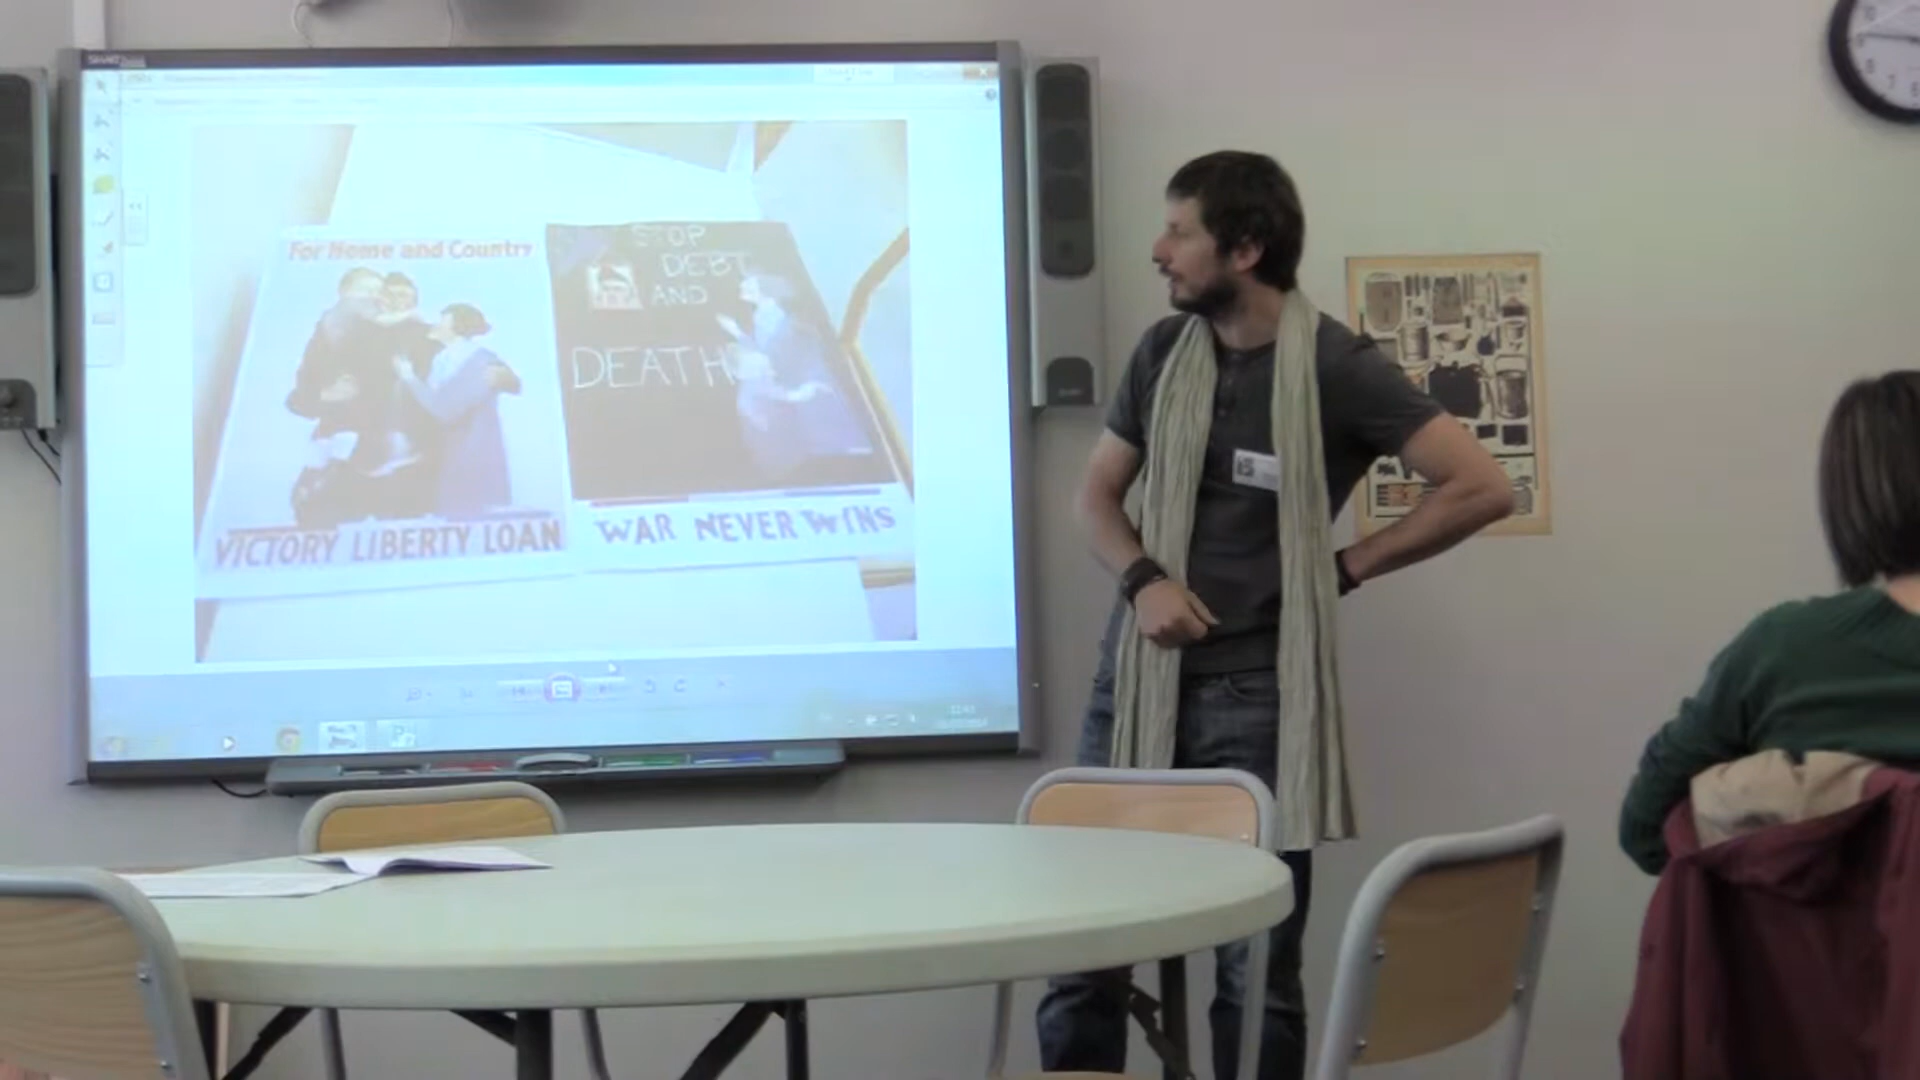 For Home and Country
VICTORY LIBERTY LOAN
STOP
DEBT
AND
DEATH
WAR NEVER WINS